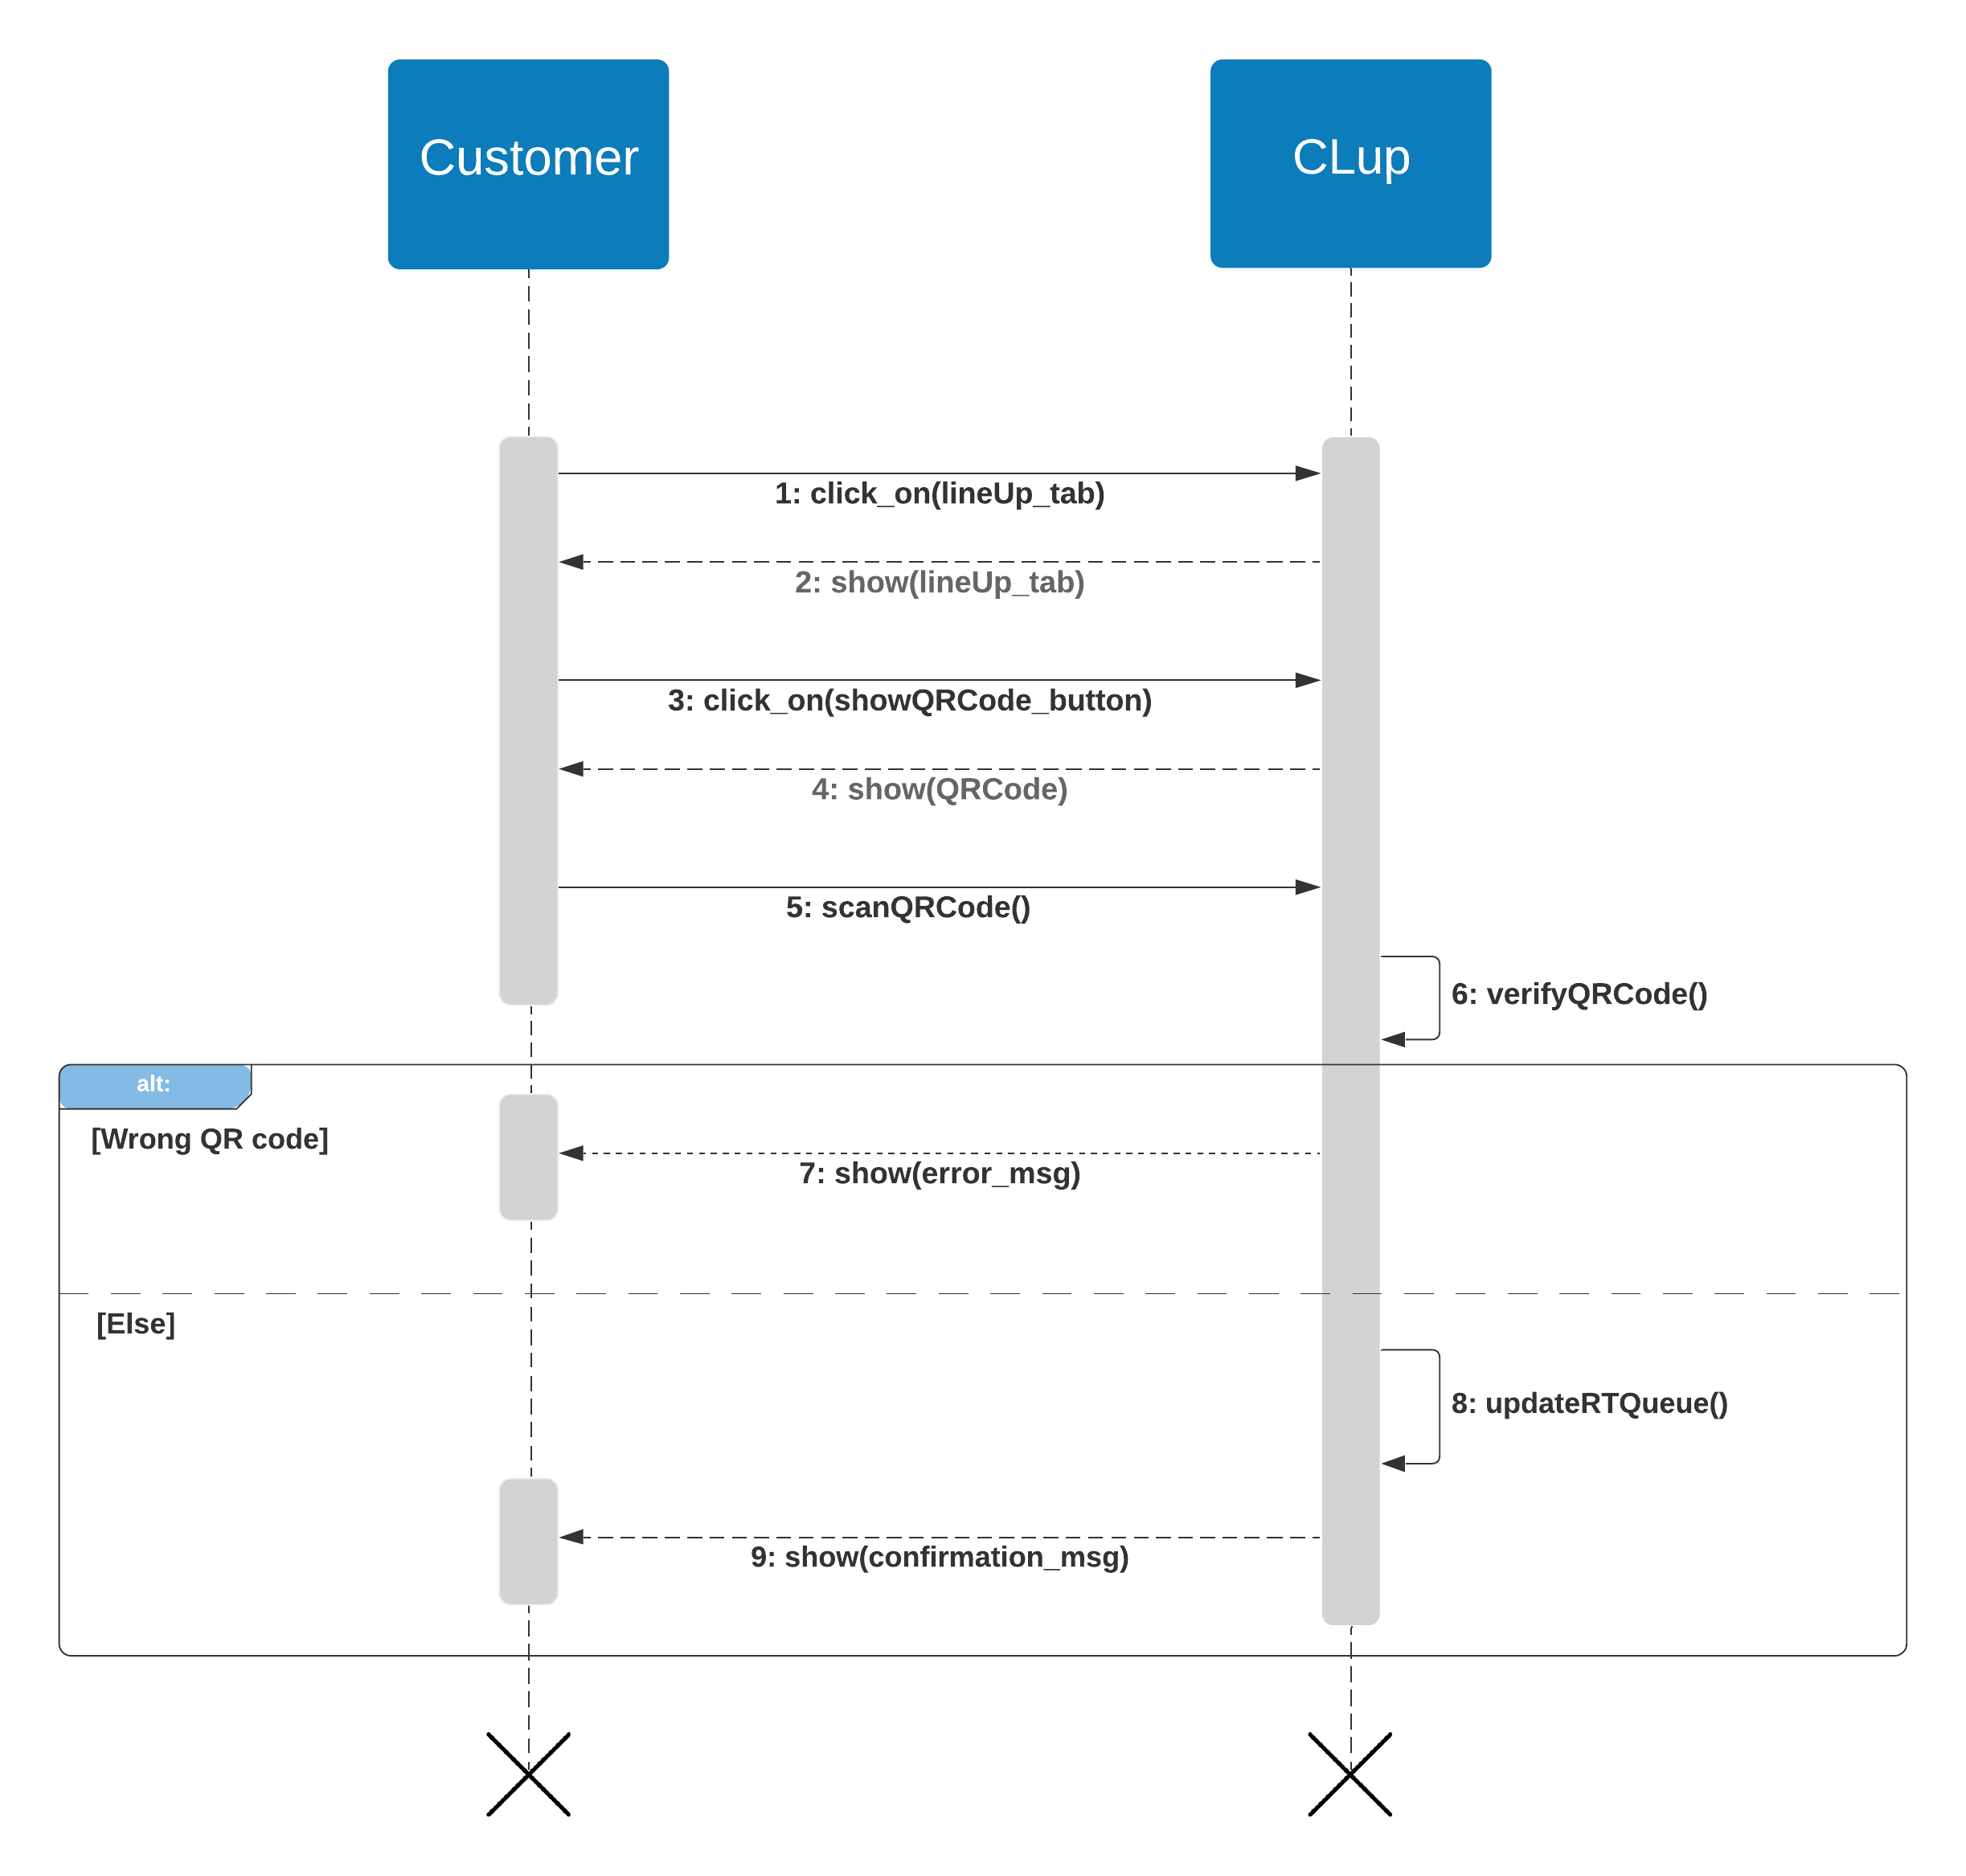 Customer
CLup
1: click_on(lineUp_tab)
2: show(lineUp_tab)
3: click_on(showQRCode_button)
4: show(QRCode)
5: scanQRCode()
6: verifyQRCode()
alt:
[Wrong QR code]
7: show(error_msg)
[Else]
8: updateRTQueue()
9: show(confirmation_msg)